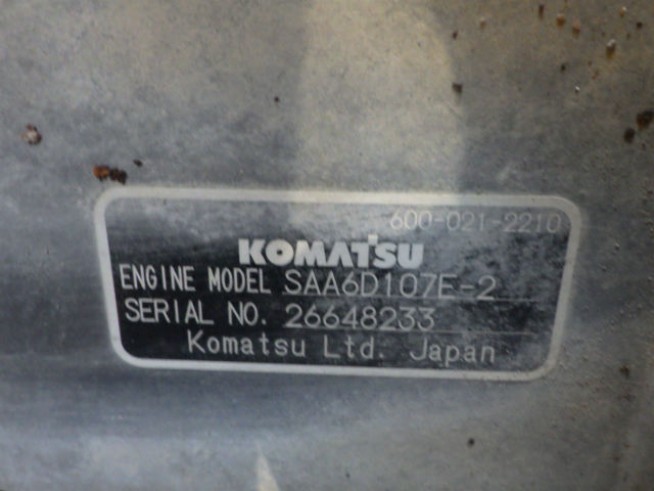 600-021-2210
KOMATSU
ENGINE MODEL SAA6D107E-2
SERIAL NO. 26648233
Komatsu Ltd. Japan